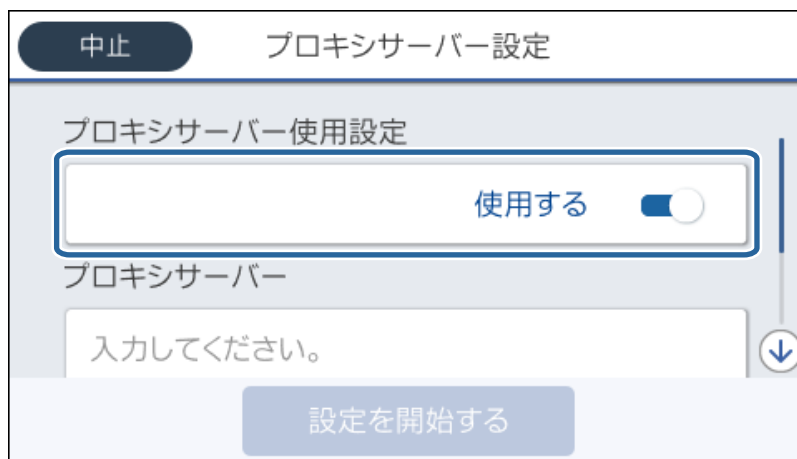 中止 プロキシサーバー設定
プロキシサーバー使用設定
使用する
プロキシサーバー
入力してください。
設定を開始する